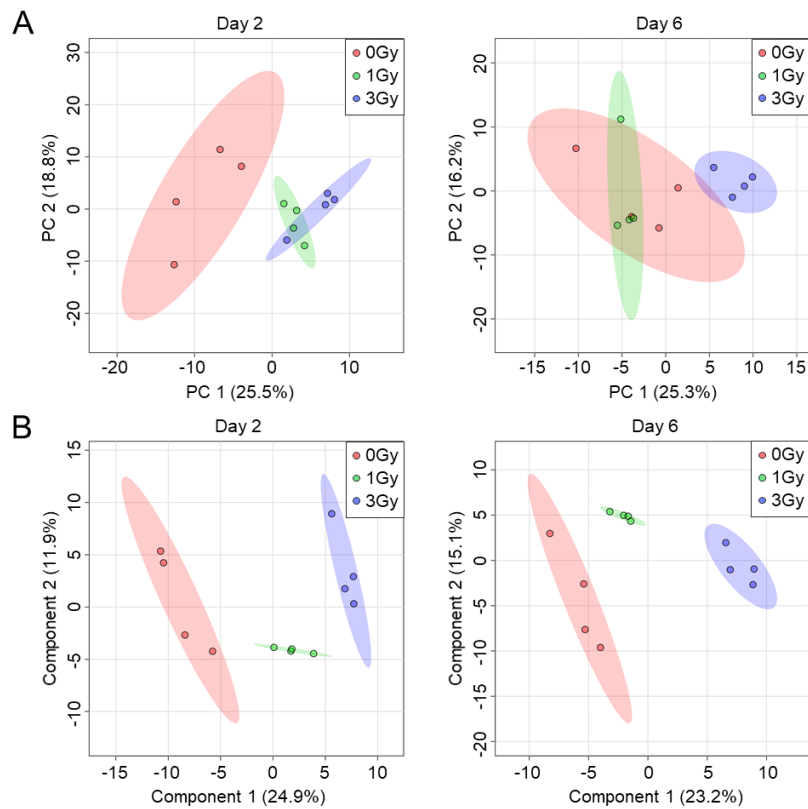 A
Day 2
Day 6
30
20
10
0
-10
-20
PC 2 (18.8%)
0Gy
1Gy
3Gy
-20
-10
0
10
PC 1 (25.5%)
20
10
0
-10
-20
PC 2 (16.2%)
0Gy
1Gy
3Gy
-15
-10
-5
0
5
10
15
PC 1 (25.3%)
B
Day 2
Day 6
15
10
5
0
-5
-10
Component 2 (11.9%)
0Gy
1Gy
3Gy
-15
-10
-5
0
5
10
Component 1 (24.9%)
10
5
0
-5
-10
-15
-20
Component 2 (15.1%)
0Gy
1Gy
3Gy
-10
-5
0
5
10
Component 1 (23.2%)